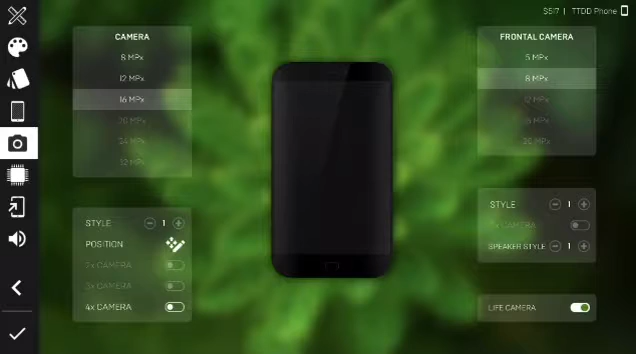 S517 | TTDD Phone
CAMERA
8 MPx
12 MPx
16 MPx
20 MPx
24 MPx
32 MPx
STYLE 1
POSITION
2x CAMERA
3x CAMERA
4x CAMERA
FRONTAL CAMERA
5 MPx
8 MPx
12 MPx
16 MPx
20 MPx
STYLE 1
CAMERA
SPEAKER STYLE 1
LIFE CAMERA